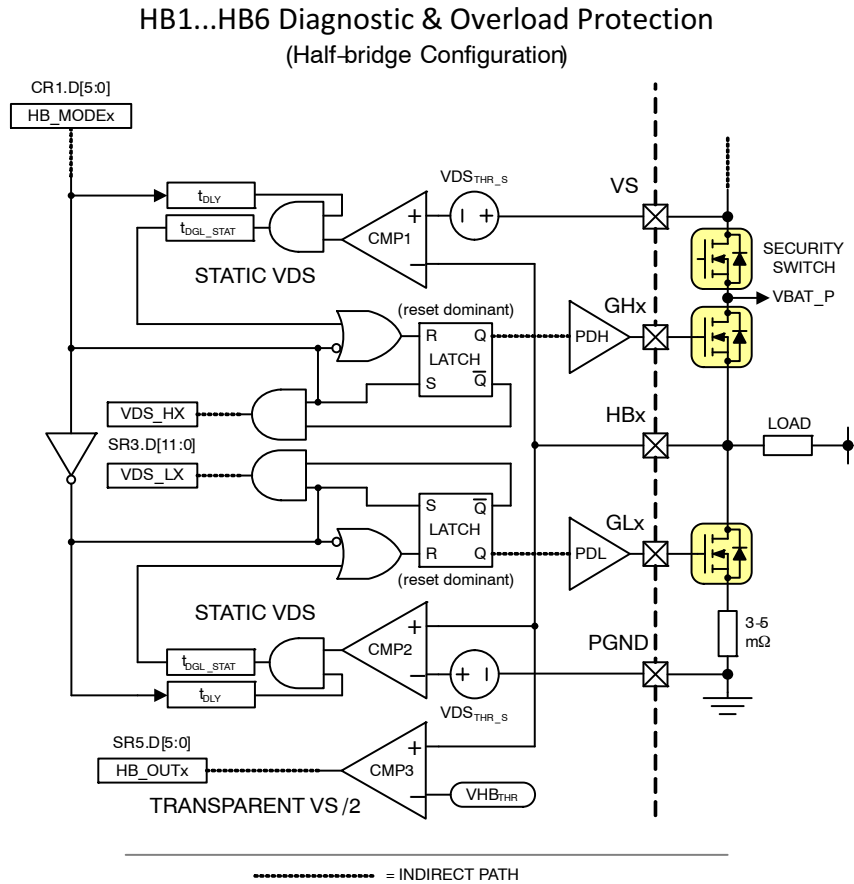 HB1...HB6 Diagnostic & Overload Protection
(Half-bridge Configuration)
CR1.D[5:0]
HB_MODEx
VDSTHR_S
VS
tDLY
tDGL_STAT
CMP1
+
−
STATIC VDS
SECURITY
SWITCH
VBAT_P
(reset dominant)
GHx
R
Q
LATCH
S
Q
PDH
VDS_HX
HBx
LOAD
SR3.D[11:0]
VDS_LX
S
Q
LATCH
R
Q
GLx
PDL
(reset dominant)
STATIC VDS
+
CMP2
−
PGND
3-5
mΩ
tDGL_STAT
tDLY
VDSTHR_S
SR5.D[5:0]
HB_OUTx
+
CMP3
−
VHBTHR
TRANSPARENT VS/2
= INDIRECT PATH